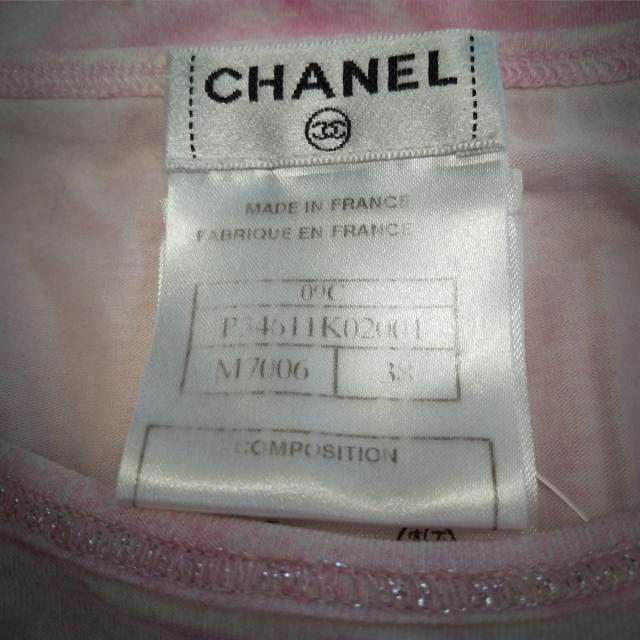 CHANEL
MADE IN FRANCE
FABRIQUE EN FRANCE
09C
P34611K02001
M7006 38
COMPOSITION